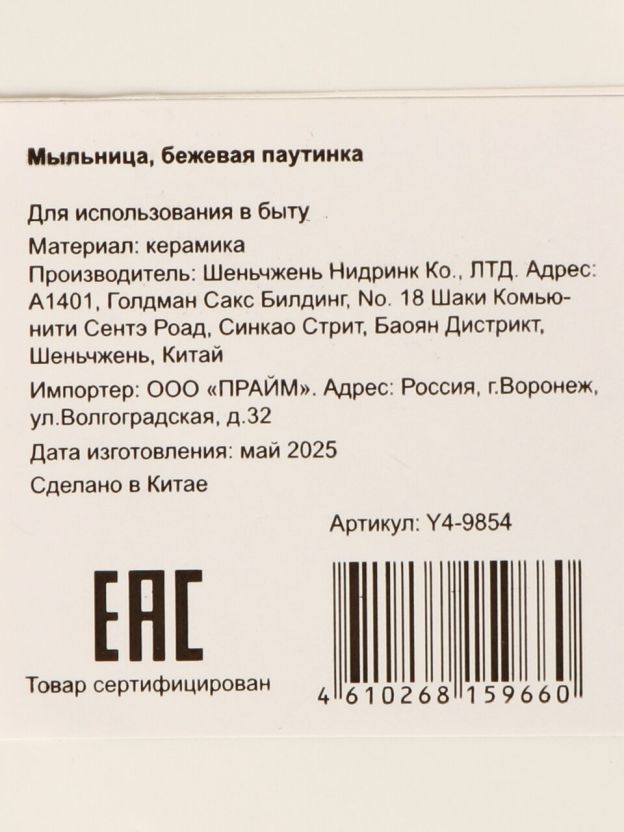 Мыльница, бежевая паутинка
Для использования в быту
Материал: керамика
Производитель: Шеньчжень Нидринк Ко., ЛТД. Адрес:
А1401, Голдман Сакс Билдинг, No. 18 Шаки Комью-
нити Сентэ Роад, Синкао Стрит, Баоян Дистрикт,
Шеньчжень, Китай
Импортер: ООО «ПРАЙМ». Адрес: Россия, г.Воронеж,
ул.Волгоградская, д.32
Дата изготовления: май 2025
Сделано в Китае
Артикул: Y4-9854
EAC
Товар сертифицирован
4 610268 159660